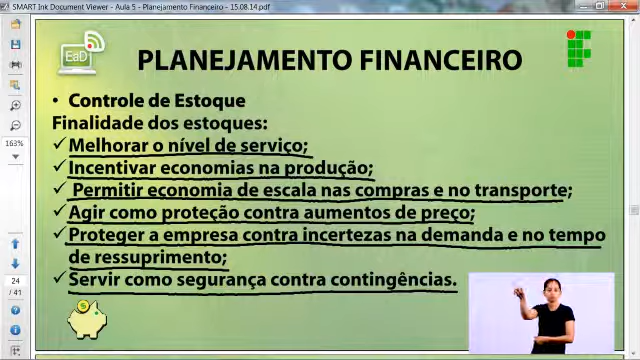 SMART Ink Document Viewer - Aula 5 - Planejamento Financeiro - 15.08.14.pdf
EaD
PLANEJAMENTO FINANCEIRO
• Controle de Estoque
Finalidade dos estoques:
✓Melhorar o nível de serviço;
✓Incentivar economias na produção;
✓ Permitir economia de escala nas compras e no transporte;
✓Agir como proteção contra aumentos de preço;
✓Proteger a empresa contra incertezas na demanda e no tempo
de ressuprimento;
✓Servir como segurança contra contingências.
163%
24
/ 41
$